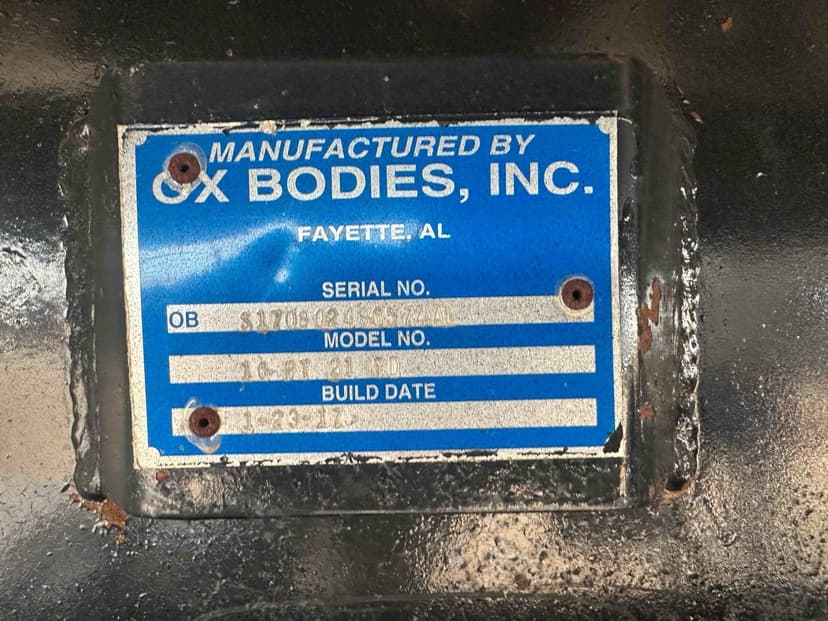 MANUFACTURED BY
OX BODIES, INC.
FAYETTE, AL
SERIAL NO.
OB
MODEL NO.
BUILD DATE
1-23-17